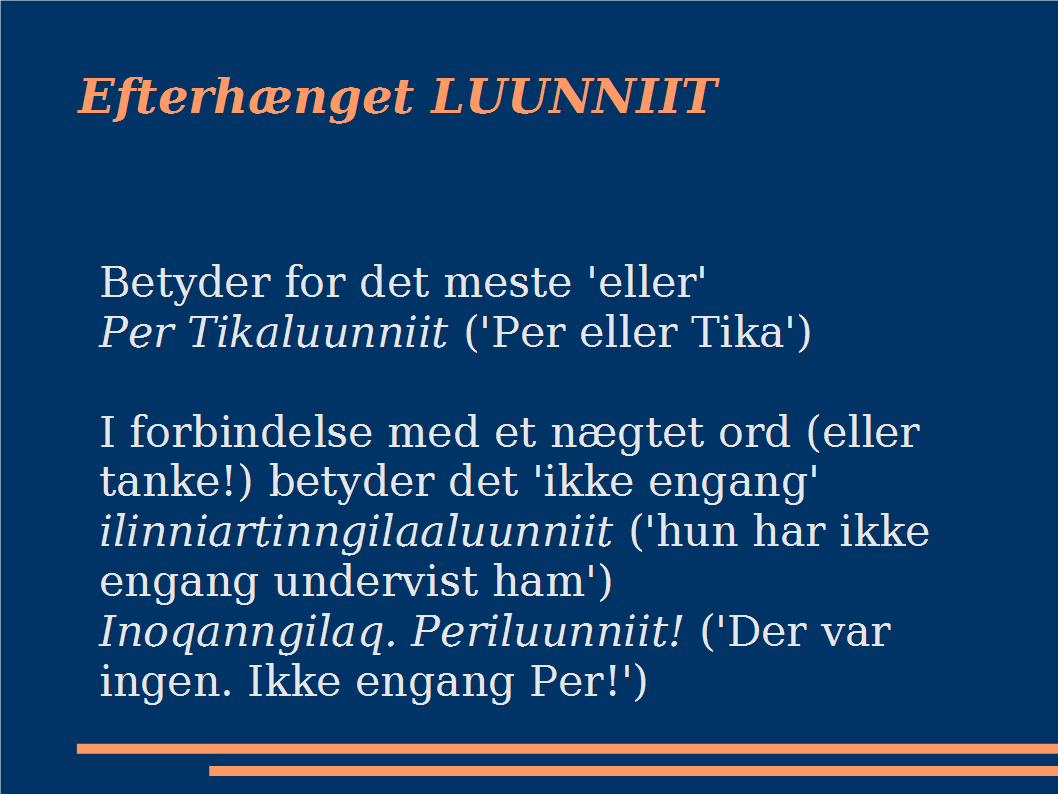 Efterhænget LUUNNIIT
Betyder for det meste 'eller'
Per Tikaluunniit ('Per eller Tika')
I forbindelse med et nægtet ord (eller
tanke!) betyder det 'ikke engang'
ilinniartinngilaaluunniit ('hun har ikke
engang undervist ham')
Inoqanngilaq. Periluunniit! ('Der var
ingen. Ikke engang Per!')